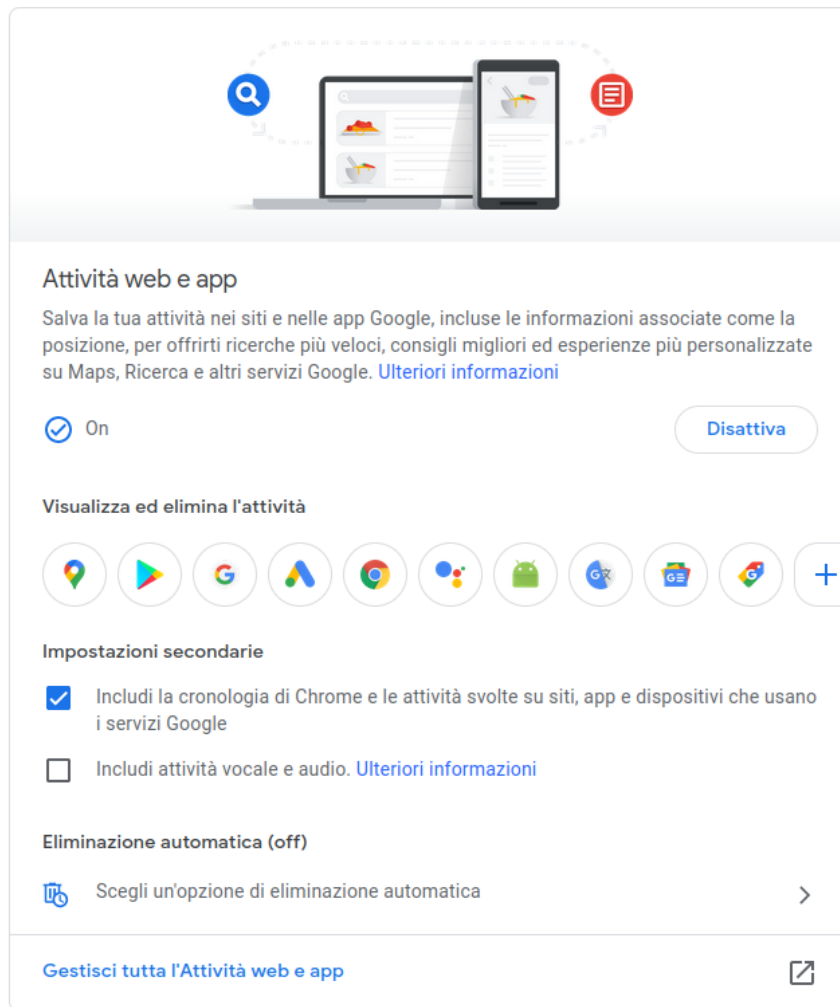 Attività web e app
Salva la tua attività nei siti e nelle app Google, incluse le informazioni associate come la
posizione, per offrirti ricerche più veloci, consigli migliori ed esperienze più personalizzate
su Maps, Ricerca e altri servizi Google. Ulteriori informazioni
On
Disattiva
Visualizza ed elimina l'attività
Impostazioni secondarie
Includi la cronologia di Chrome e le attività svolte su siti, app e dispositivi che usano
i servizi Google
Includi attività vocale e audio. Ulteriori informazioni
Eliminazione automatica (off)
Scegli un'opzione di eliminazione automatica
Gestisci tutta l'Attività web e app